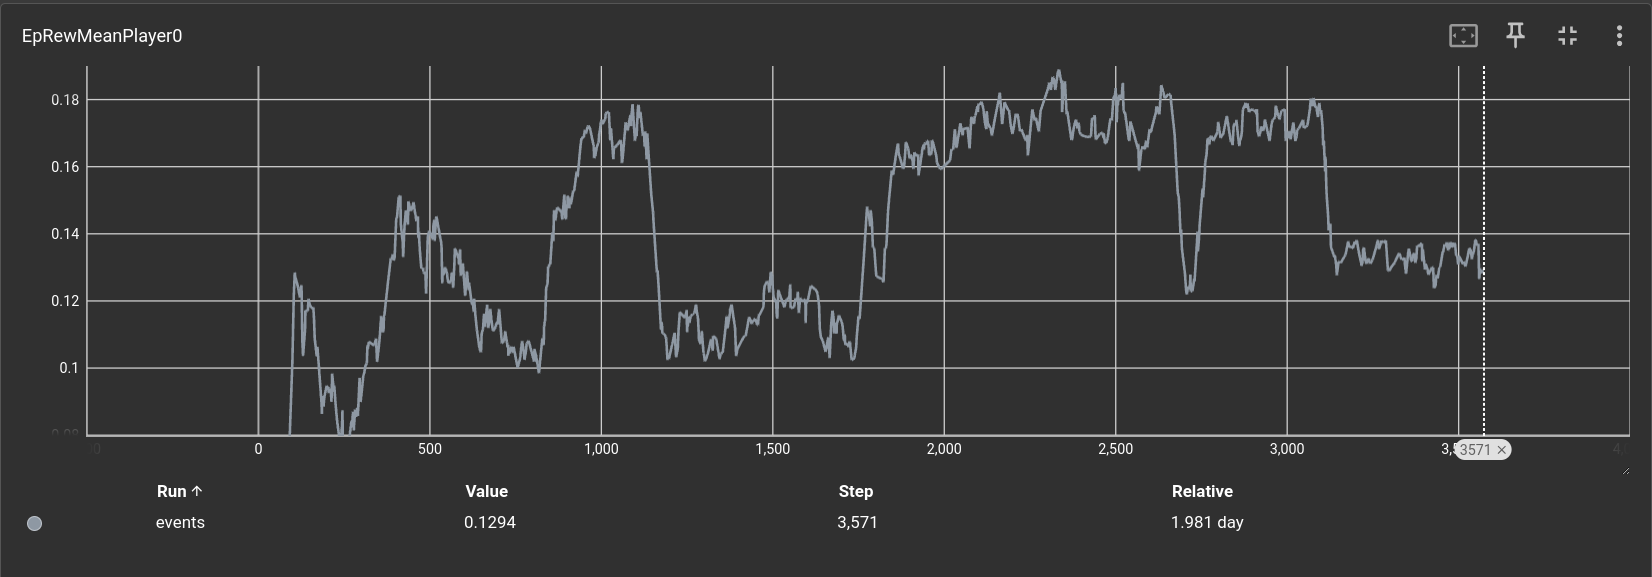 EpRewMeanPlayer0
0.18
0.16
0.14
0.12
0.1
0 500 1,000 1,500 2,000 2,500 3,000 3571 ×
Run ↑ Value Step Relative
events 0.1294 3,571 1.981 day